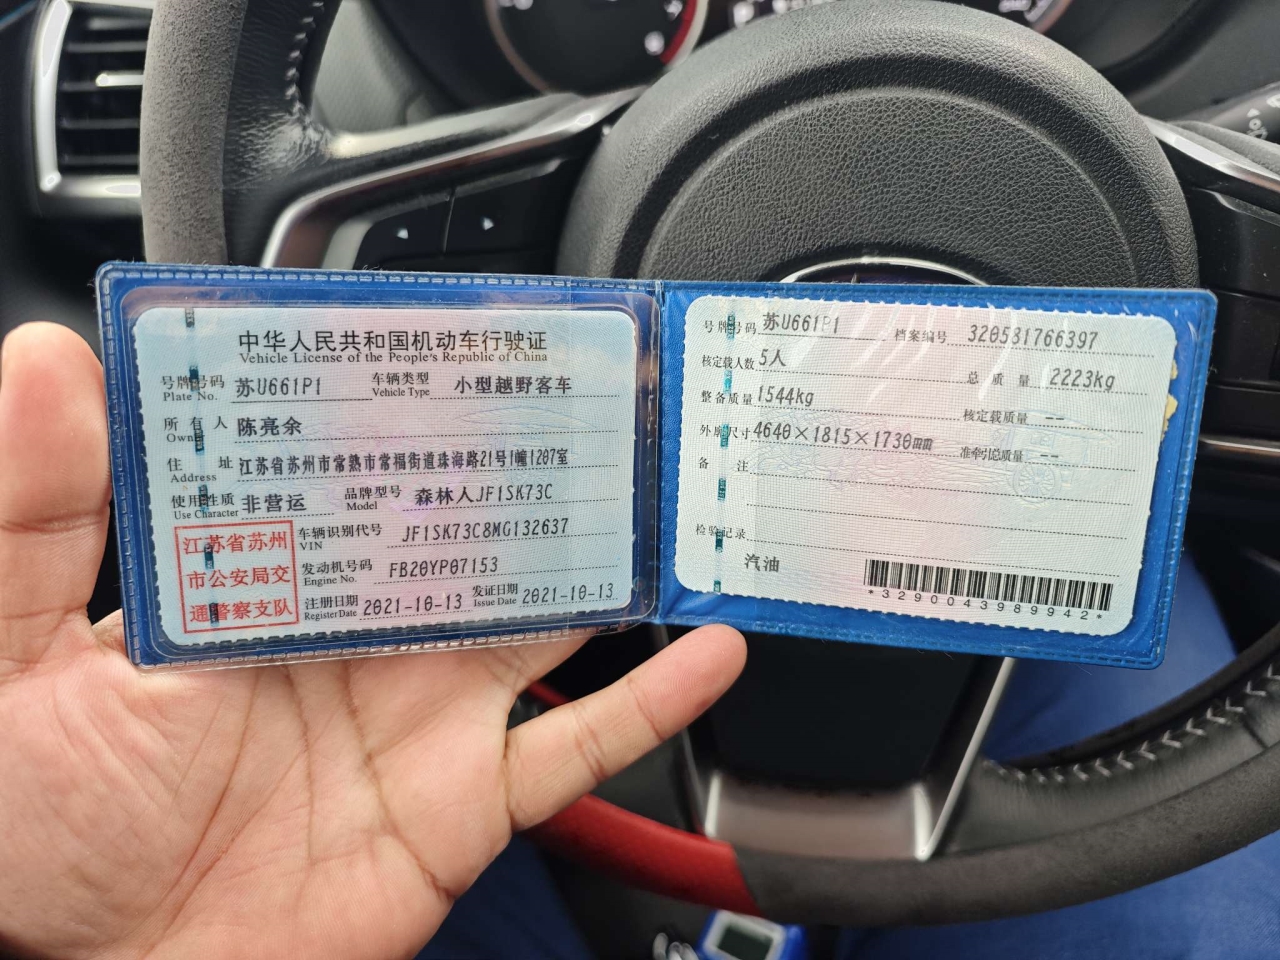 中华人民共和国机动车行驶证
Vehicle License of the People's Republic of China
号牌号码 苏U661P1 车辆类型 小型越野客车
Plate No. Vehicle Type
所有人 陈亮余
Owner
住址 江苏省苏州市常熟市常福街道珠海路21号1幢1207室
Address
使用性质 非营运 品牌型号 森林人JF1SK73C
Use Character Model
江苏省苏州
市公安局交
通警察支队
车辆识别代号 JF1SK73C8MG132637
VIN
发动机号码 FB20YP07153
Engine No.
注册日期 2021-10-13 发证日期 2021-10-13
Register Date Issue Date
号牌号码 苏U661P1 档案编号 320581766397
核定载人数 5人 总质量 2223kg
整备质量 1544kg 核定载质量 --
外廓尺寸 4640×1815×1730mm 准牵引总质量 --
备注
检验记录
汽油
*3290043989942*